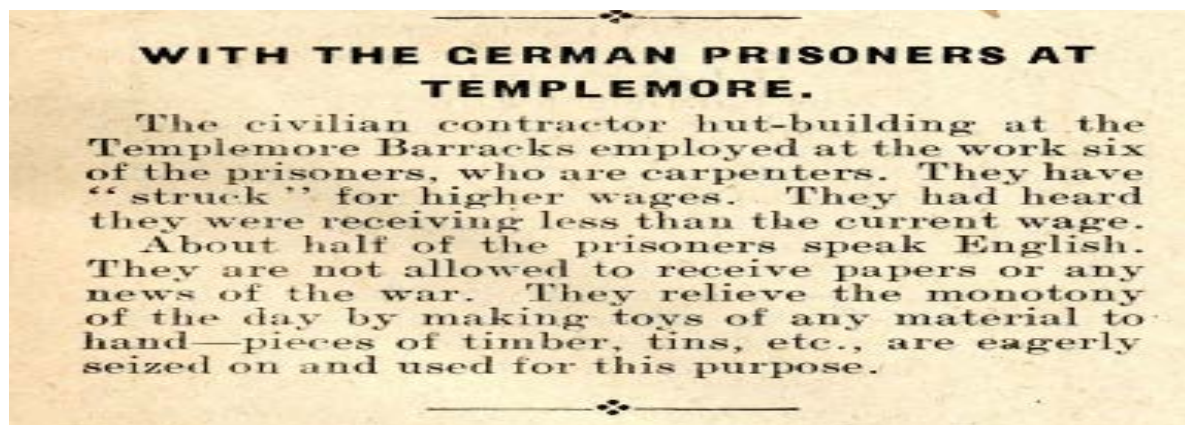 WITH THE GERMAN PRISONERS AT
TEMPLEMORE.
The civilian contractor hut-building at the
Templemore Barracks employed at the work six
of the prisoners, who are carpenters. They have
“struck” for higher wages. They had heard
they were receiving less than the current wage.
About half of the prisoners speak English.
They are not allowed to receive papers or any
news of the war. They relieve the monotony
of the day by making toys of any material to
hand—pieces of timber, tins, etc., are eagerly
seized on and used for this purpose.